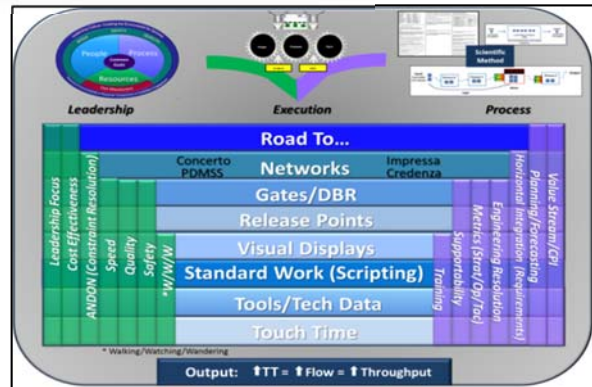 People
Process
Resources
Scientific
Method
Leadership
Execution
Process
Road To...
Concerto
PDMSS
Networks
Impressa
Credenza
Gates/DBR
Release Points
Visual Displays
Standard Work (Scripting)
Tools/Tech Data
Touch Time
Leadership Focus
Cost Effectiveness
ANDON (Constraint Resolution)
Speed
Quality
Safety
*W/W/W
Training
Supportability
Metrics (Strat/Op/Tac)
Engineering Resolution
Horizontal Integration (Requirements)
Planning/Forecasting
Value Stream/CPI
* Walking/Watching/Wandering
Output: ⬆TT = ⬆Flow = ⬆Throughput